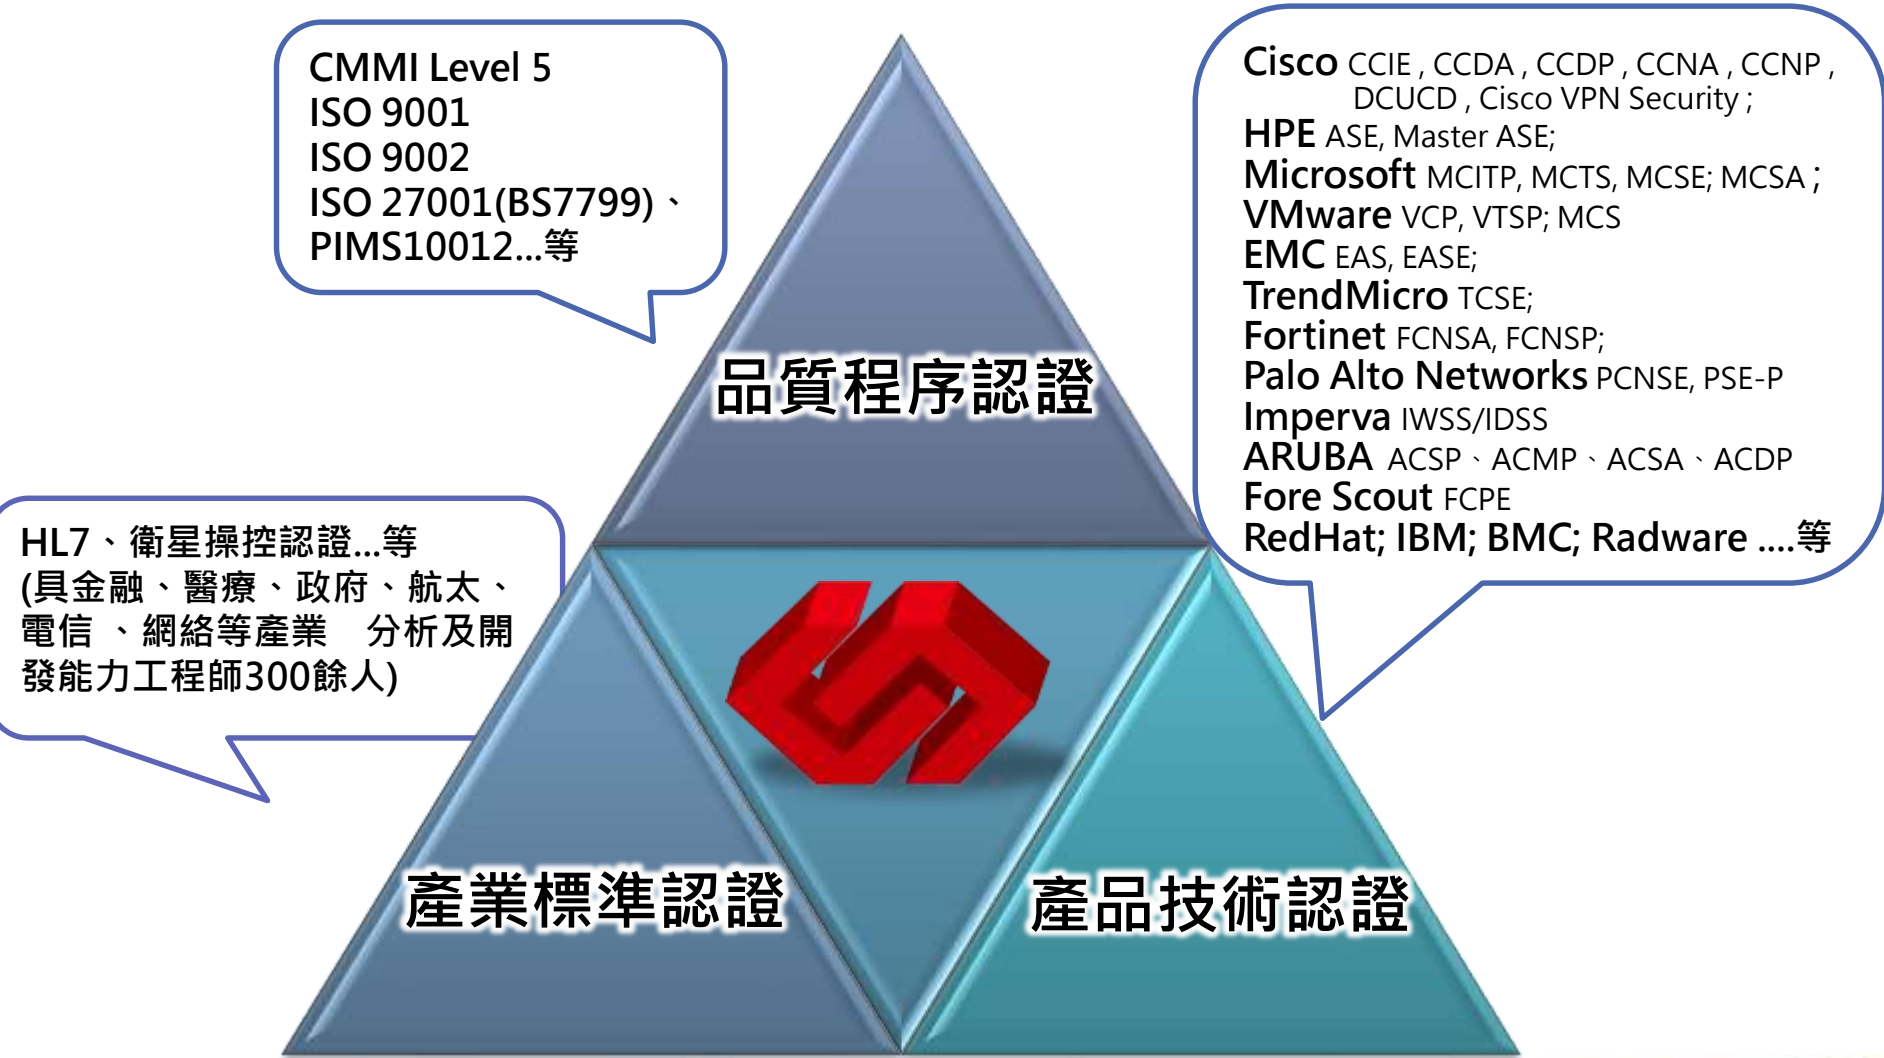 CMMI Level 5
ISO 9001
ISO 9002
ISO 27001(BS7799)、
PIMS10012...等
Cisco CCIE , CCDA , CCDP , CCNA , CCNP ,
DCUCD , Cisco VPN Security ;
HPE ASE, Master ASE;
Microsoft MCITP, MCTS, MCSE; MCSA ;
VMware VCP, VTSP; MCS
EMC EAS, EASE;
TrendMicro TCSE;
Fortinet FCNSA, FCNSP;
Palo Alto Networks PCNSE, PSE-P
Imperva IWSS/IDSS
ARUBA ACSP、ACMP、ACSA、ACDP
Fore Scout FCPE
RedHat; IBM; BMC; Radware ....等
品質程序認證
HL7、衛星操控認證...等
(具金融、醫療、政府、航太、
電信 、網絡等產業　分析及開
發能力工程師300餘人)
產業標準認證
產品技術認證